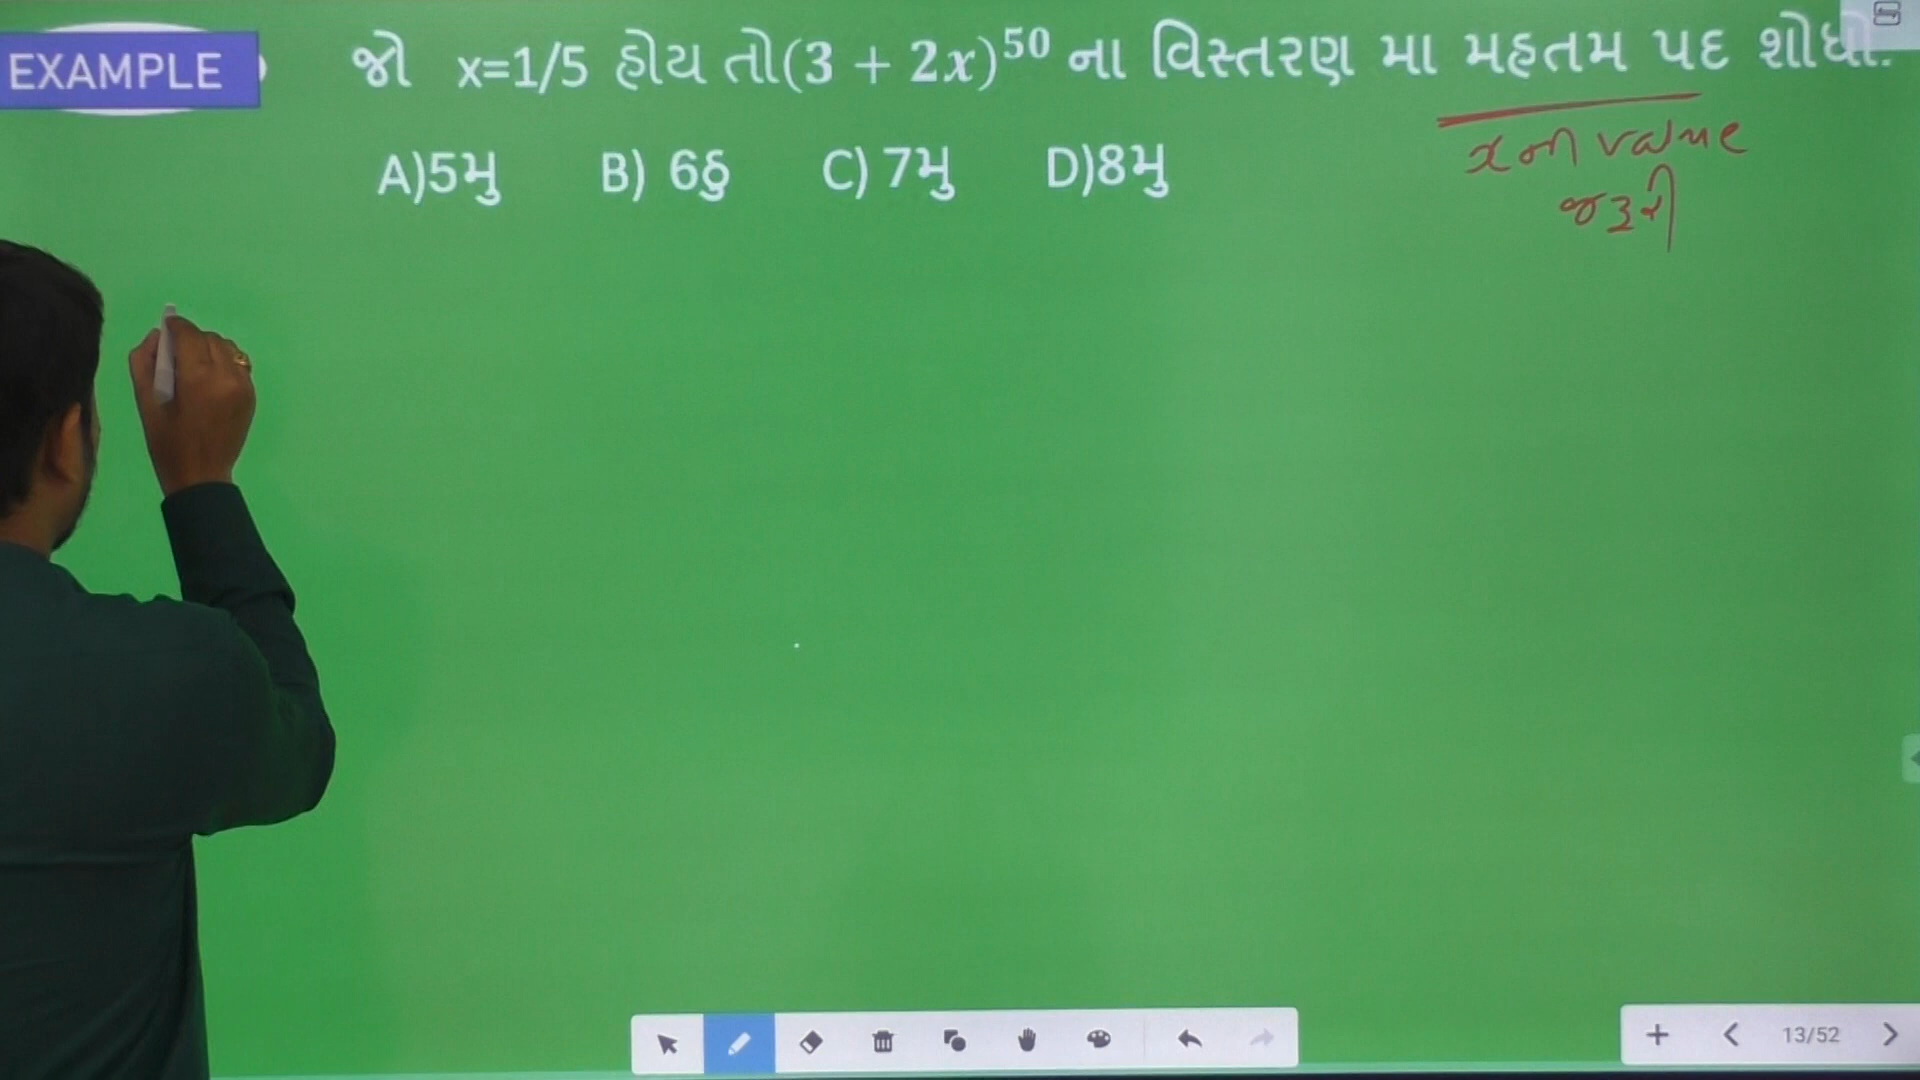 EXAMPLE
જો x=1/5 હોય તો(3 + 2x)^50 ના વિસ્તરણ મા મહતમ પદ શોધો.
A)5મુ B) 6ઠુ C) 7મુ D)8મુ
x ની value
જરૂરી
13/52